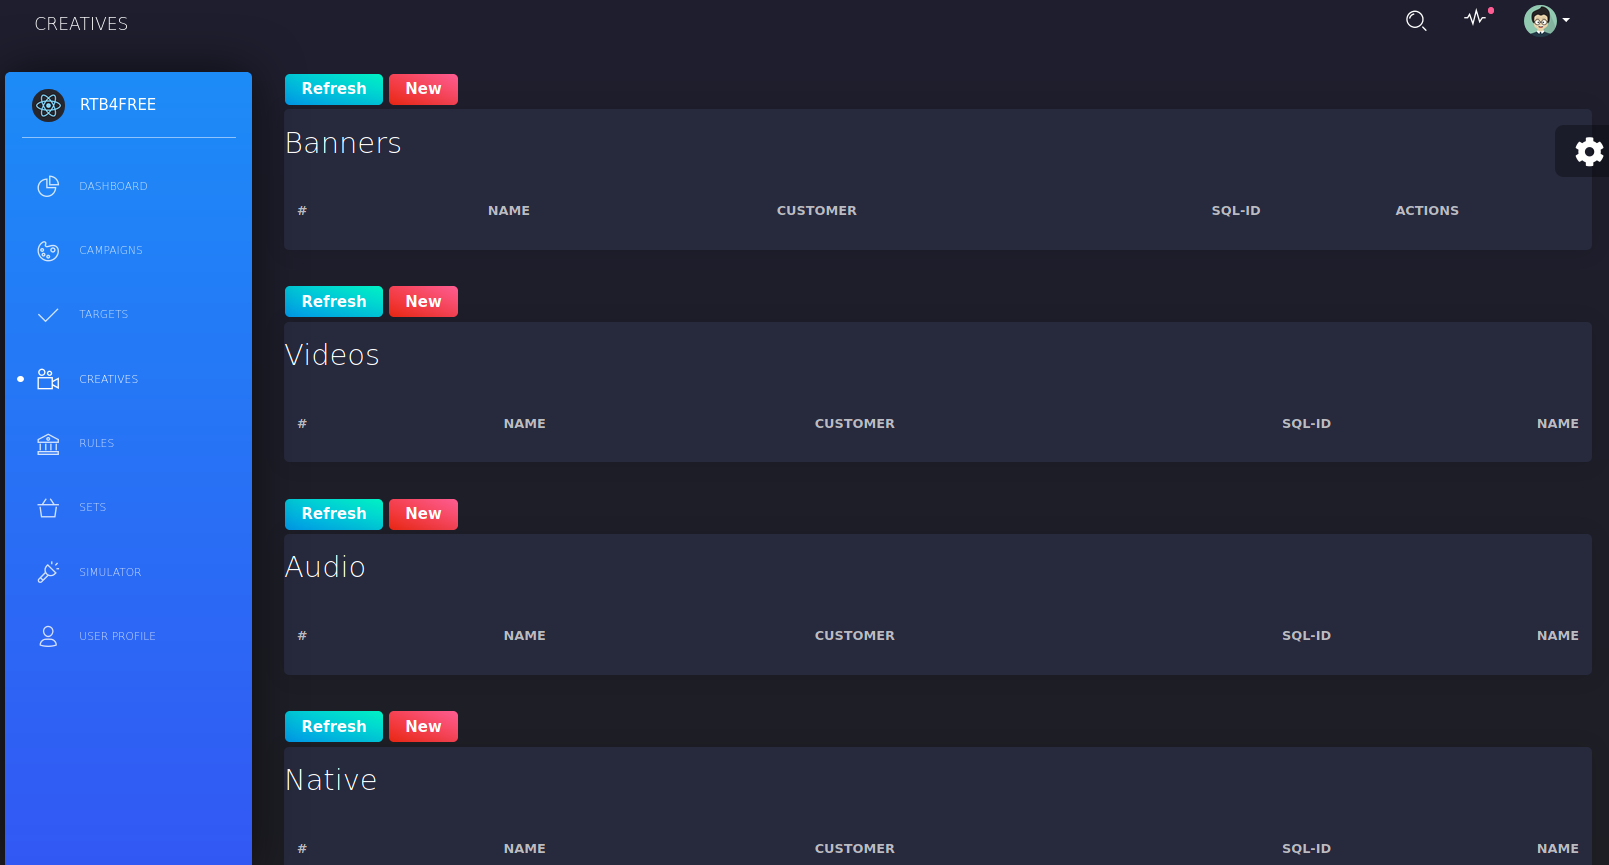 CREATIVES
RTB4FREE
DASHBOARD
CAMPAIGNS
TARGETS
CREATIVES
RULES
SETS
SIMULATOR
USER PROFILE
Refresh New
Banners
# NAME CUSTOMER SQL-ID ACTIONS
Refresh New
Videos
# NAME CUSTOMER SQL-ID NAME
Refresh New
Audio
# NAME CUSTOMER SQL-ID NAME
Refresh New
Native
# NAME CUSTOMER SQL-ID NAME